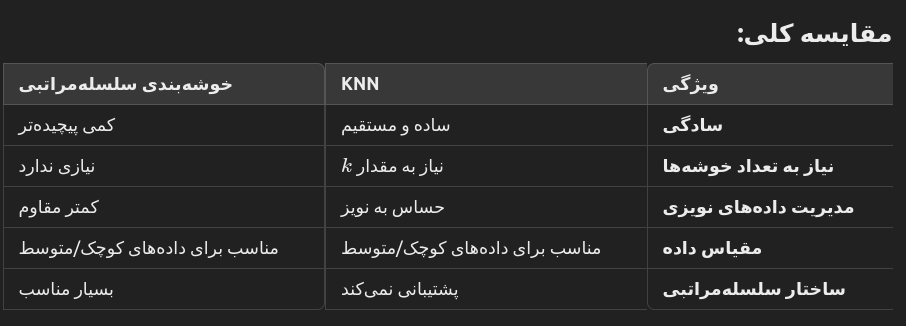 مقایسه کلی:
ویژگی KNN خوشه‌بندی سلسله‌مراتبی
سادگی ساده و مستقیم کمی پیچیده‌تر
نیاز به تعداد خوشه‌ها نیاز به مقدار k نیازی ندارد
مدیریت داده‌های نویزی حساس به نویز کمتر مقاوم
مقیاس داده مناسب برای داده‌های کوچک/متوسط مناسب برای داده‌های کوچک/متوسط
ساختار سلسله‌مراتبی پشتیبانی نمی‌کند بسیار مناسب